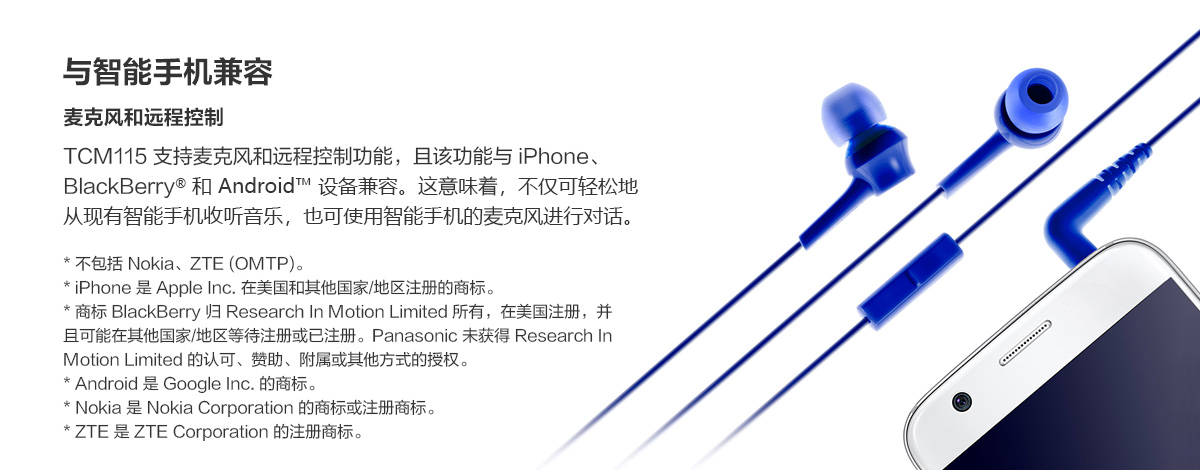 与智能手机兼容
麦克风和远程控制
TCM115 支持麦克风和远程控制功能，且该功能与 iPhone、
BlackBerry® 和 Android™ 设备兼容。这意味着，不仅可轻松地
从现有智能手机收听音乐，也可使用智能手机的麦克风进行对话。
* 不包括 Nokia、ZTE (OMTP)。
* iPhone 是 Apple Inc. 在美国和其他国家/地区注册的商标。
* 商标 BlackBerry 归 Research In Motion Limited 所有，在美国注册，并
且可能在其他国家/地区等待注册或已注册。Panasonic 未获得 Research In
Motion Limited 的认可、赞助、附属或其他方式的授权。
* Android 是 Google Inc. 的商标。
* Nokia 是 Nokia Corporation 的商标或注册商标。
* ZTE 是 ZTE Corporation 的注册商标。